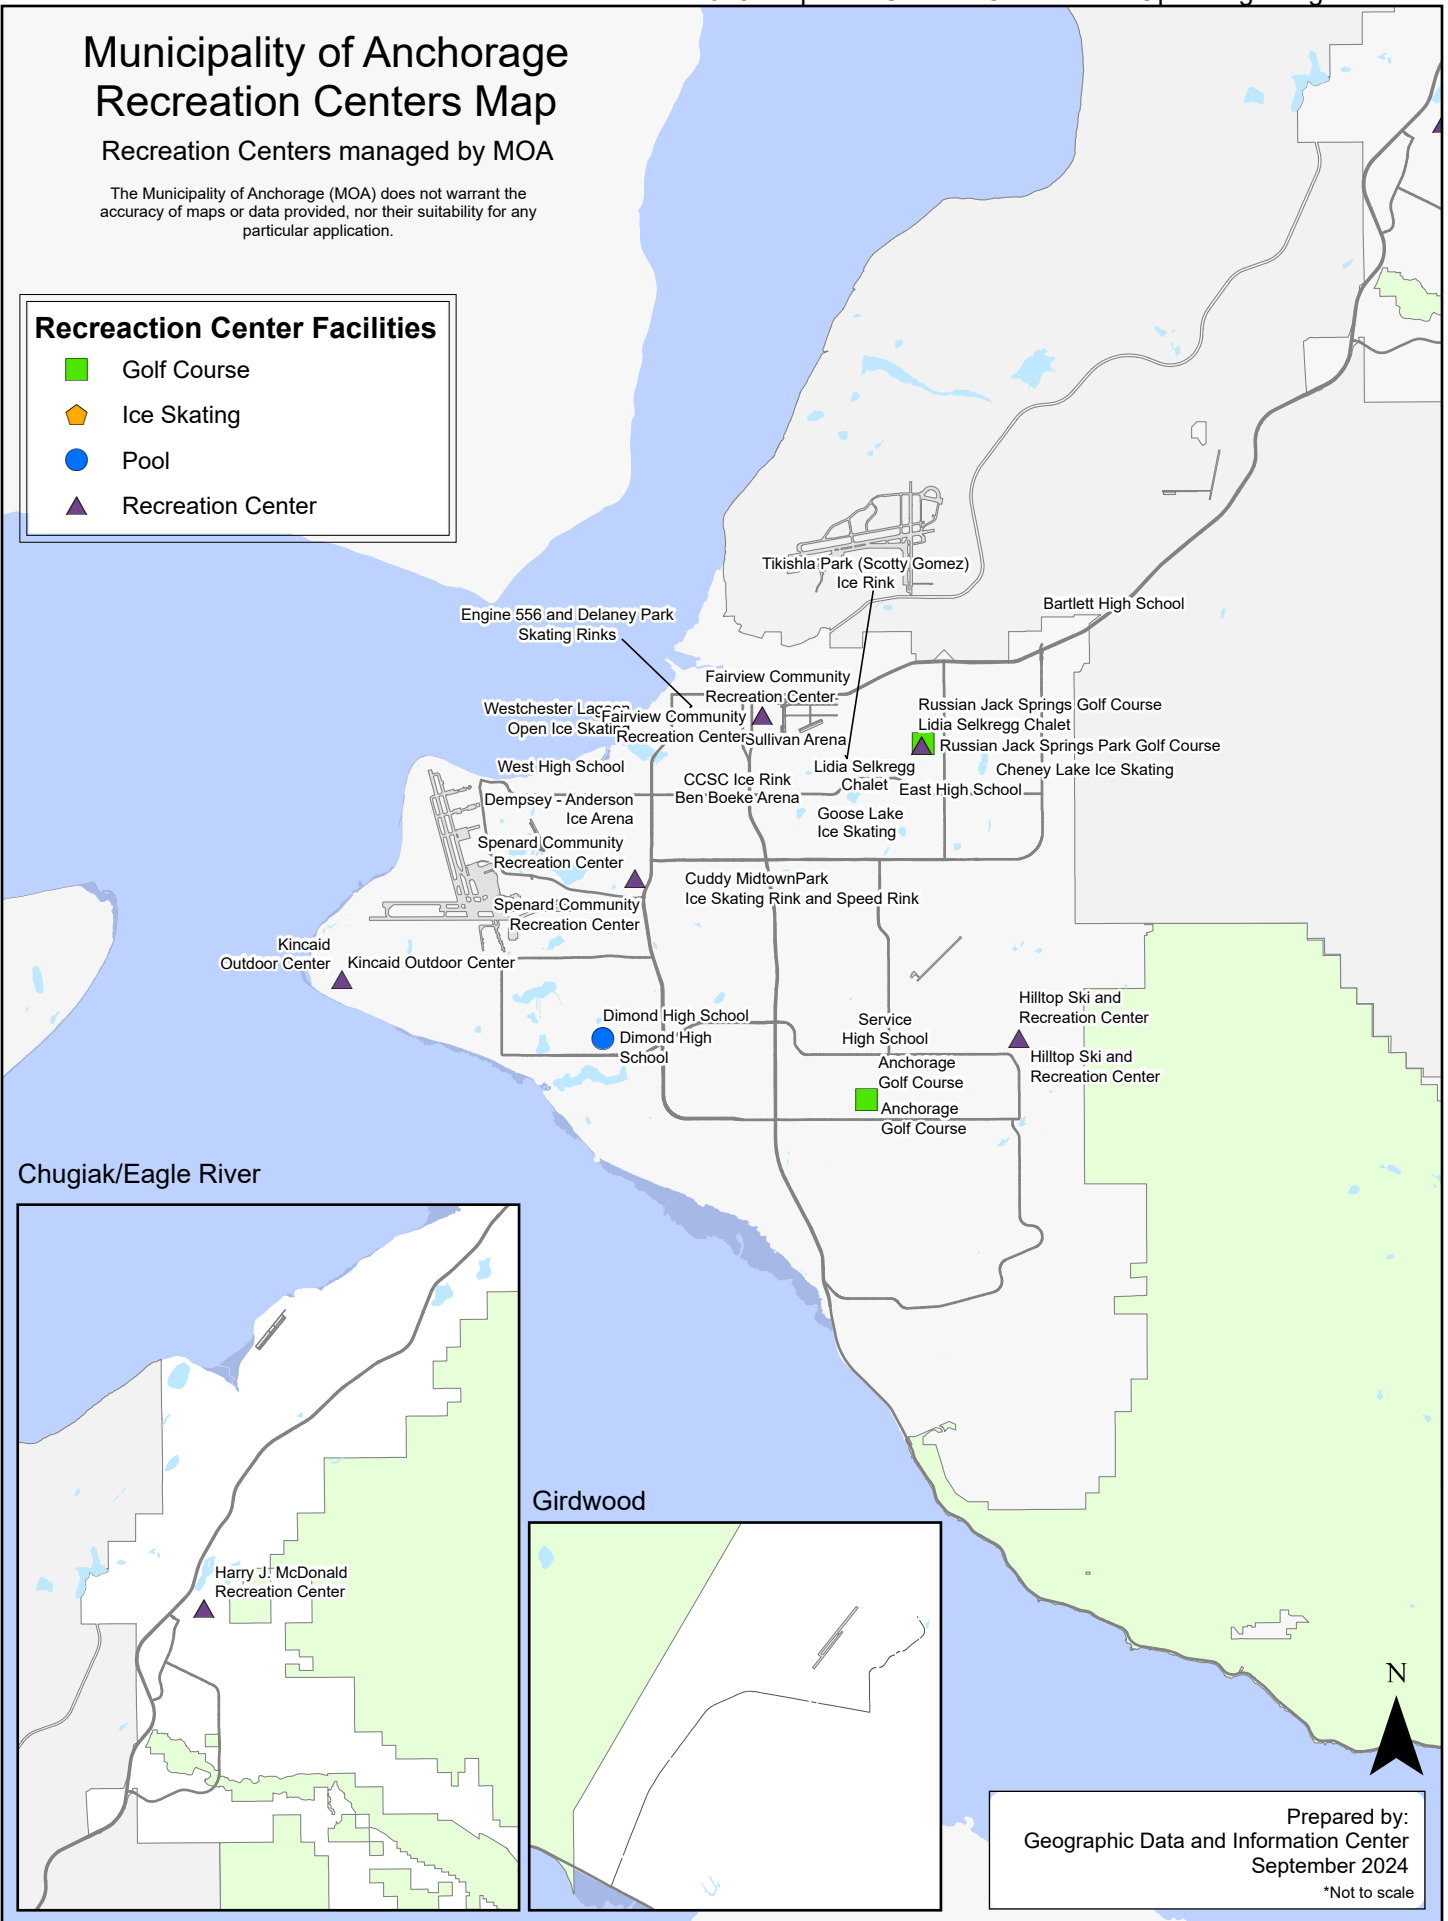 Municipality of Anchorage
Recreation Centers Map
Recreation Centers managed by MOA
The Municipality of Anchorage (MOA) does not warrant the
accuracy of maps or data provided, nor their suitability for any
particular application.
Recreaction Center Facilities
Golf Course
Ice Skating
Pool
Recreation Center
Tikishla Park (Scotty Gomez)
Ice Rink
Bartlett High School
Engine 556 and Delaney Park
Skating Rinks
Fairview Community
Recreation Center
Westchester Lagoon
Open Ice Skating
Fairview Community
Recreation Center
Sullivan Arena
Russian Jack Springs Golf Course
Lidia Selkregg Chalet
Russian Jack Springs Park Golf Course
West High School
CCSC Ice Rink
Ben Boeke Arena
Lidia Selkregg
Chalet
Cheney Lake Ice Skating
East High School
Dempsey - Anderson
Ice Arena
Goose Lake
Ice Skating
Spenard Community
Recreation Center
Cuddy MidtownPark
Ice Skating Rink and Speed Rink
Spenard Community
Recreation Center
Kincaid
Outdoor Center
Kincaid Outdoor Center
Hilltop Ski and
Recreation Center
Dimond High School
Dimond High
School
Service
High School
Hilltop Ski and
Recreation Center
Anchorage
Golf Course
Anchorage
Golf Course
Chugiak/Eagle River
Harry J. McDonald
Recreation Center
Girdwood
N
Prepared by:
Geographic Data and Information Center
September 2024
*Not to scale